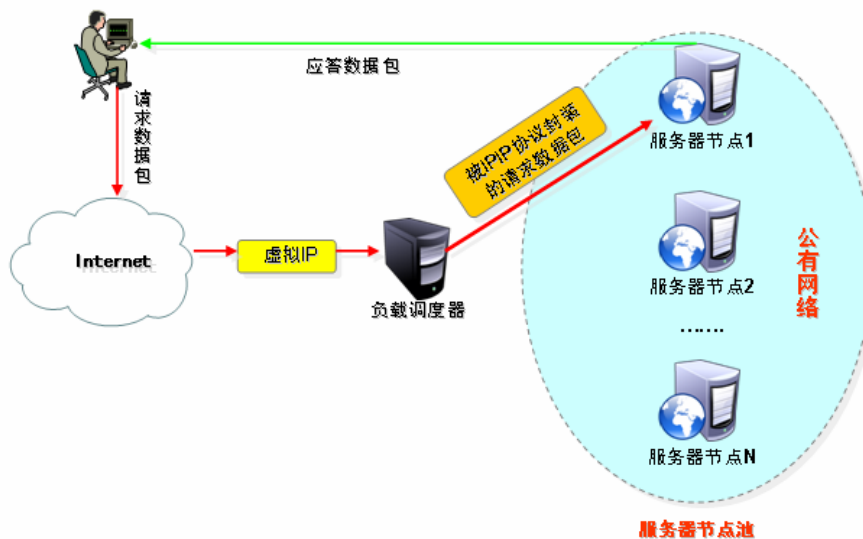 应答数据包
请求数据包
被IPIP协议封装
的请求数据包
服务器节点1
Internet
虚拟IP
负载调度器
服务器节点2
公有网络
.......
服务器节点N
服务器节点池